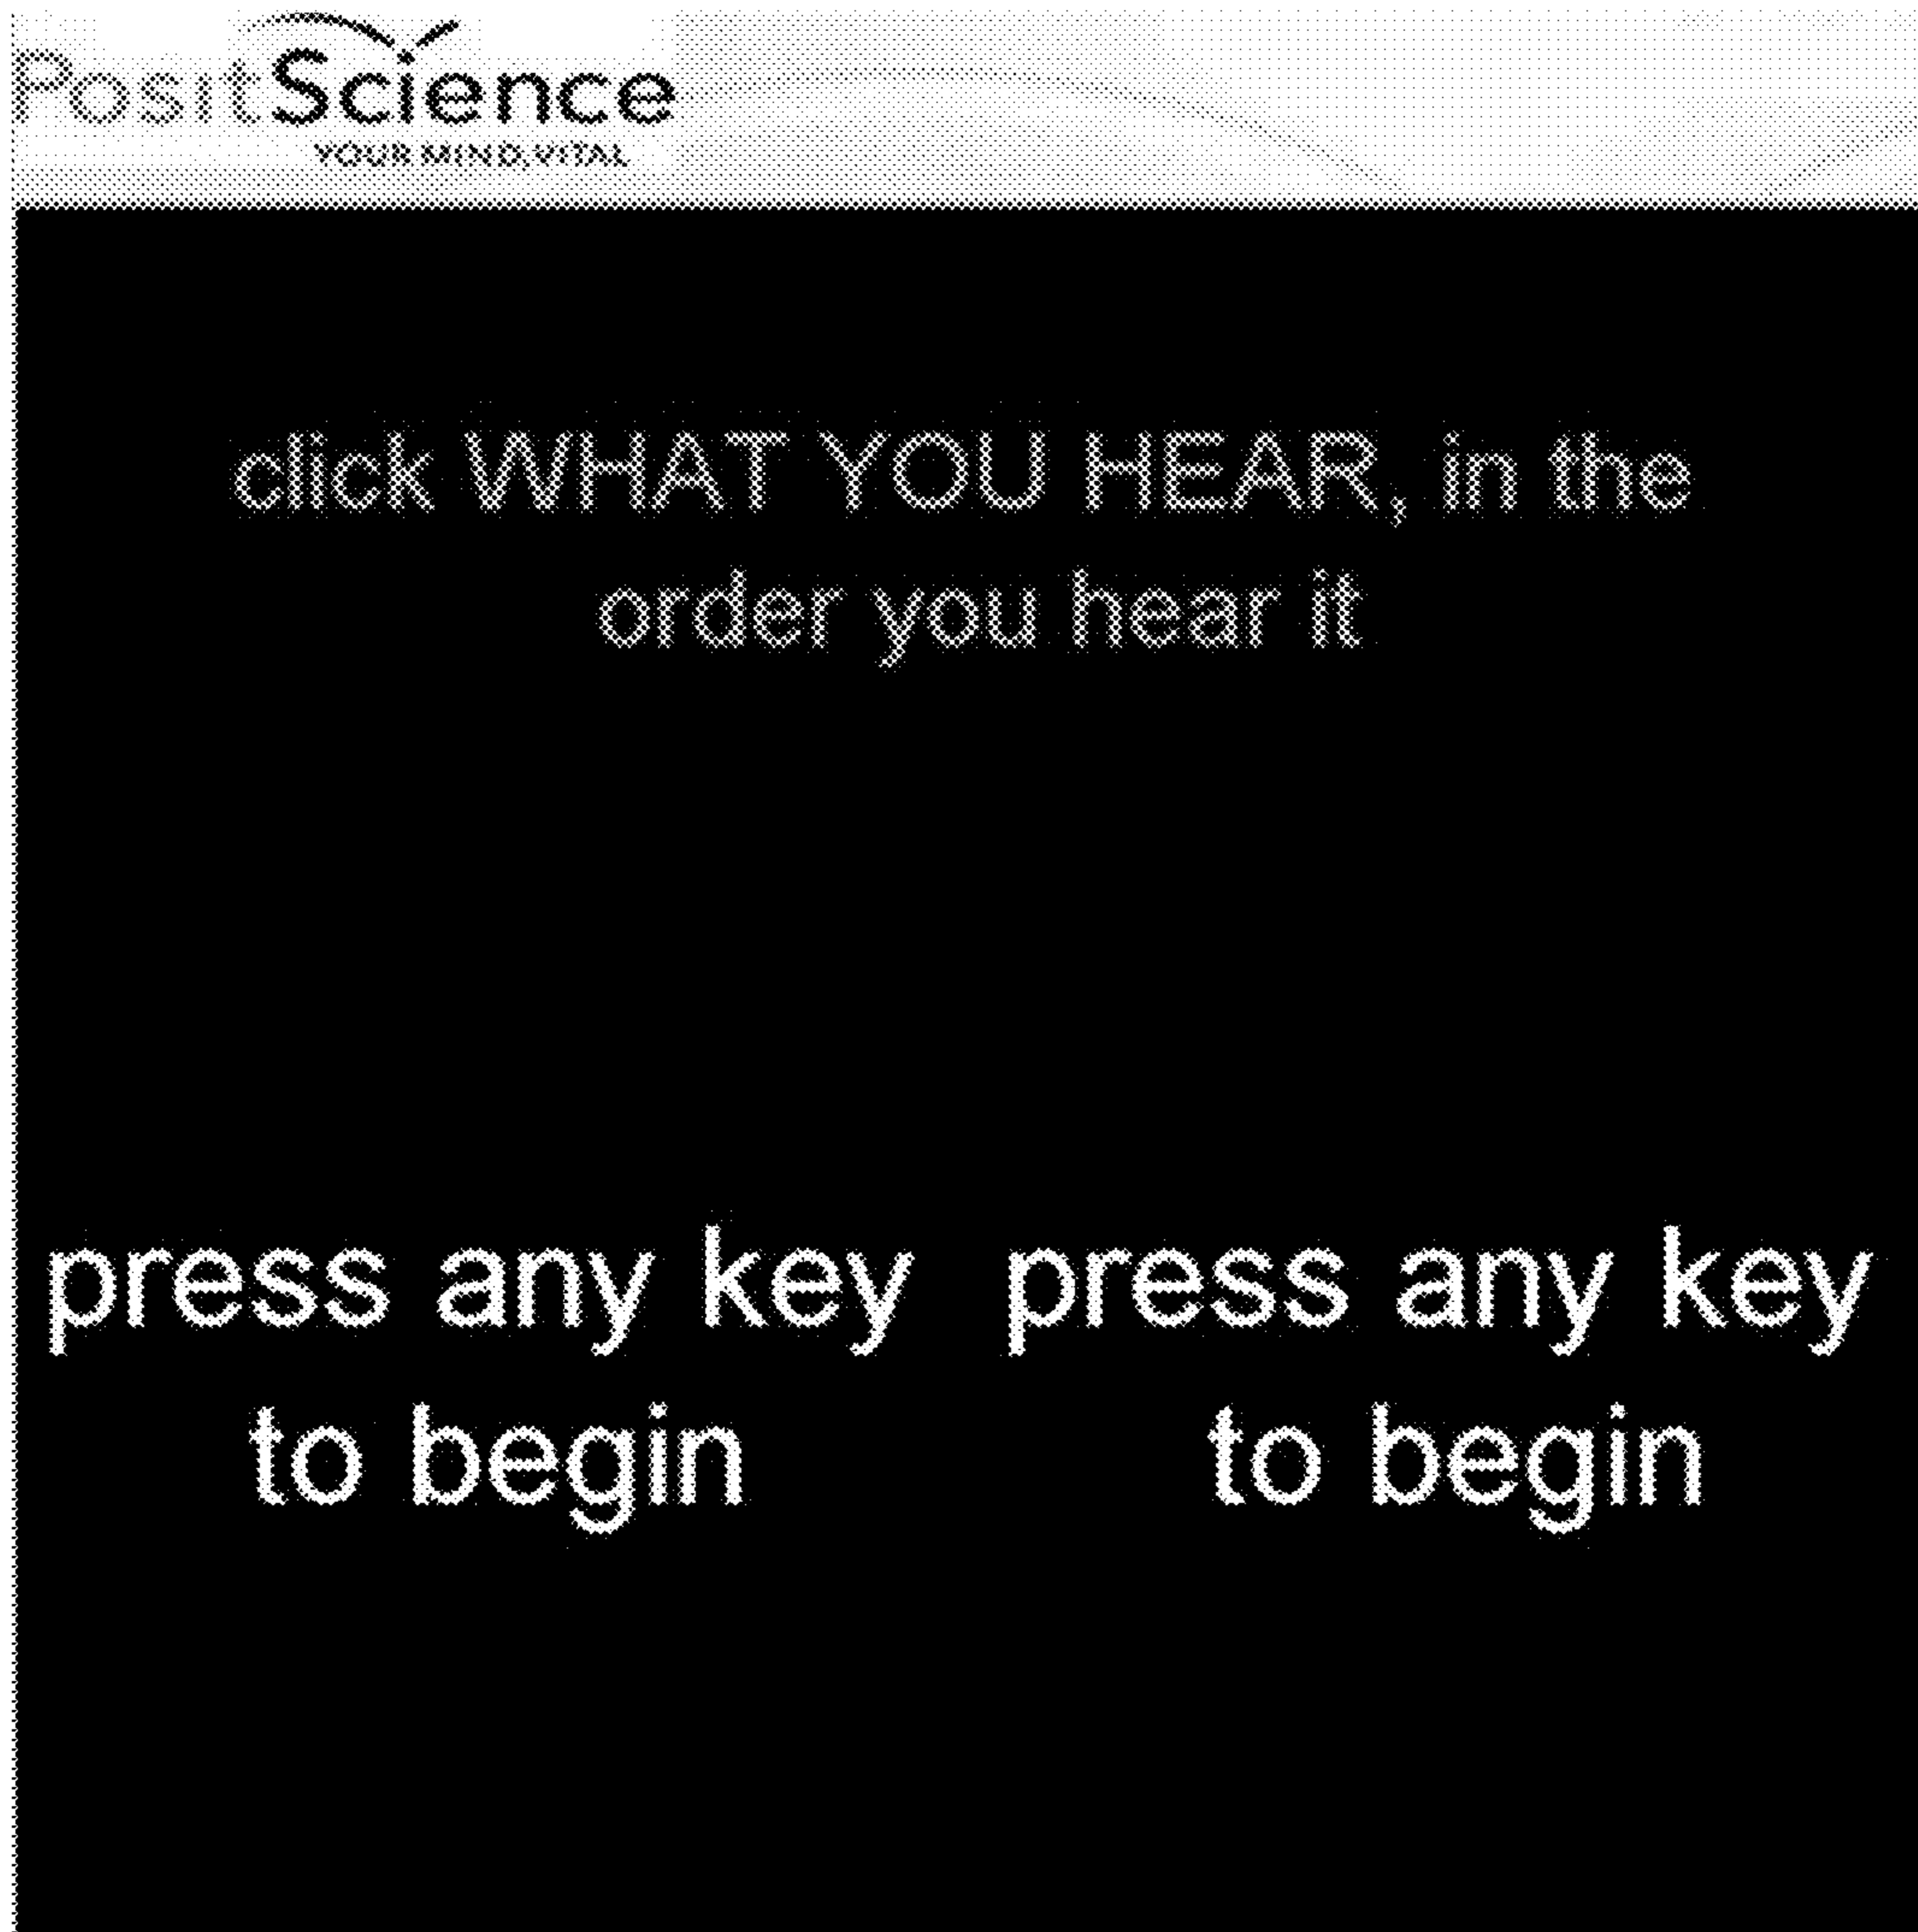 PositScience
YOUR MIND, VITAL
click WHAT YOU HEAR, in the
order you hear it
press any key press any key
to begin to begin